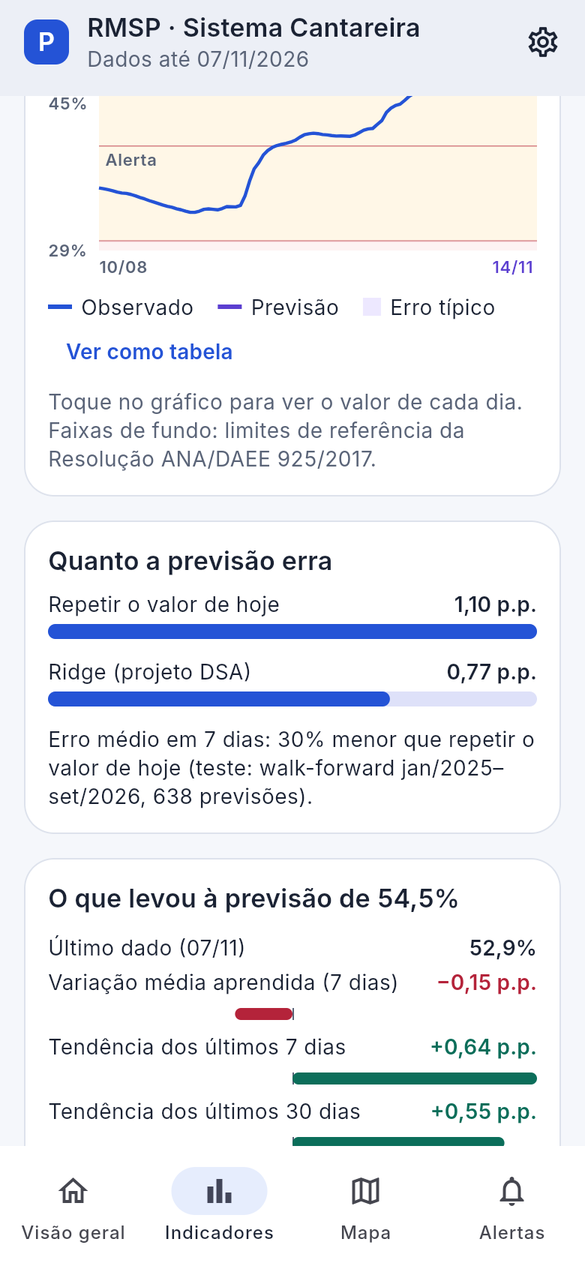 P
RMSP · Sistema Cantareira
Dados até 07/11/2026
45%
Alerta
29%
10/08
14/11
Observado
Previsão
Erro típico
Ver como tabela
Toque no gráfico para ver o valor de cada dia.
Faixas de fundo: limites de referência da
Resolução ANA/DAEE 925/2017.
Quanto a previsão erra
Repetir o valor de hoje 1,10 p.p.
Ridge (projeto DSA) 0,77 p.p.
Erro médio em 7 dias: 30% menor que repetir o
valor de hoje (teste: walk-forward jan/2025–
set/2026, 638 previsões).
O que levou à previsão de 54,5%
Último dado (07/11) 52,9%
Variação média aprendida (7 dias) −0,15 p.p.
Tendência dos últimos 7 dias +0,64 p.p.
Tendência dos últimos 30 dias +0,55 p.p.
Visão geral
Indicadores
Mapa
Alertas